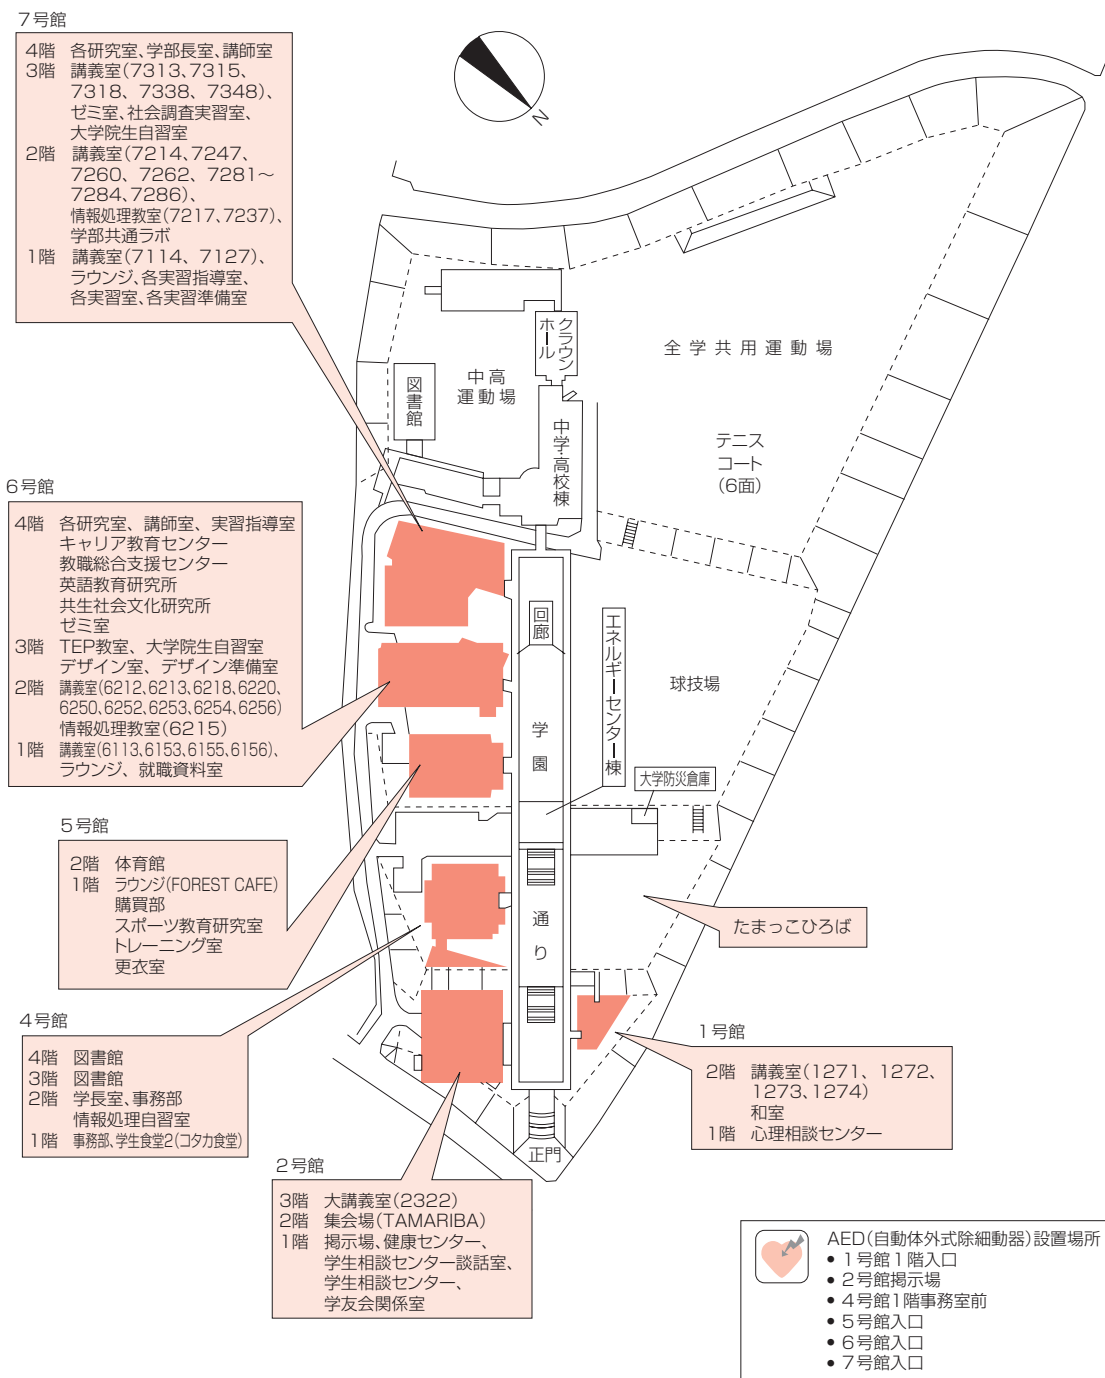 7号館
4階 各研究室、学部長室、講師室
3階 講義室(7313、7315、
7318、7338、7348)、
ゼミ室、社会調査実習室、
大学院生自習室
2階 講義室(7214、7247、
7260、7262、7281〜
7284、7286)、
情報処理教室(7217、7237)、
学部共通ラボ
1階 講義室(7114、7127)、
ラウンジ、各実習指導室、
各実習室、各実習準備室
N
クラウン
ホール
全学共用運動場
中高
運動場
図書館
中学・高校棟
テニス
コート
(6面)
6号館
4階 各研究室、講師室、実習指導室
キャリア教育センター
教職総合支援センター
英語教育研究所
共生社会文化研究所
ゼミ室
3階 TEP教室、大学院生自習室
デザイン室、デザイン準備室
2階 講義室(6212、6213、6218、6220、
6250、6252、6253、6254、6256)
情報処理教室(6215)
1階 講義室(6113、6153、6155、6156)、
ラウンジ、就職資料室
回廊
エネルギーセンター棟
球技場
学園
通り
大学防災倉庫
5号館
2階 体育館
1階 ラウンジ(FOREST CAFE)
購買部
スポーツ教育研究室
トレーニング室
更衣室
たまっこひろば
4号館
4階 図書館
3階 図書館
2階 学長室、事務部
情報処理自習室
1階 事務部、学生食堂2(コタカ食堂)
1号館
2階 講義室(1271、1272、
1273、1274)
和室
1階 心理相談センター
正門
2号館
3階 大講義室(2322)
2階 集会場(TAMARIBA)
1階 掲示場、健康センター、
学生相談センター談話室、
学生相談センター、
学友会関係室
AED(自動体外式除細動器)設置場所
• 1号館1階入口
• 2号館掲示場
• 4号館1階事務室前
• 5号館入口
• 6号館入口
• 7号館入口